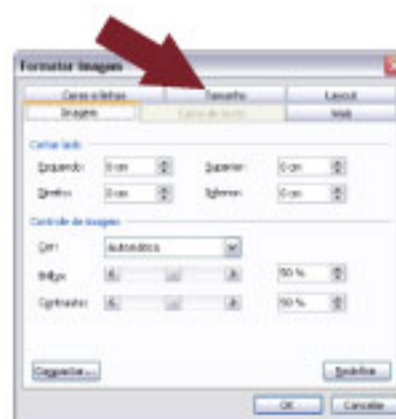 Formatar Imagem
Cores e linhas Tamanho Layout
Imagem Caixa de texto Web
Cortar lado
Esquerdo: 0 cm Superior: 0 cm
Direito: 0 cm Inferior: 0 cm
Controle de imagem
Cor: Automática
Brilho: 50 %
Contraste: 50 %
Compactar... Redefinir
OK Cancelar